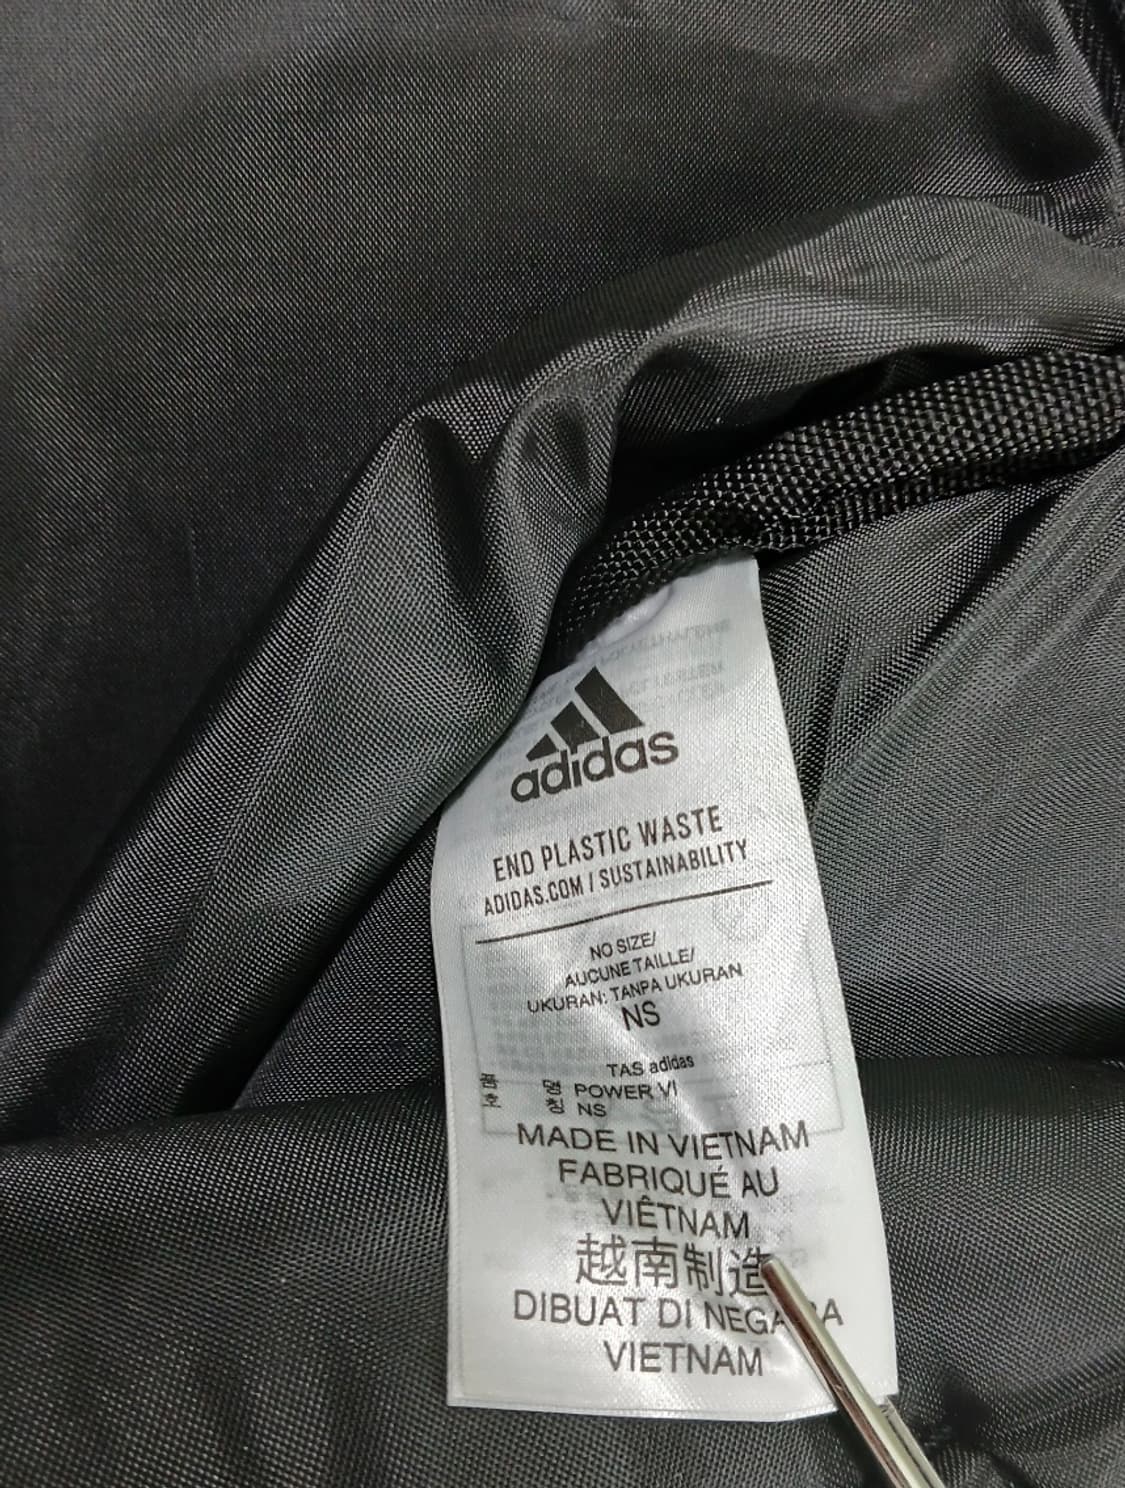 adidas
END PLASTIC WASTE
ADIDAS.COM | SUSTAINABILITY
NO SIZE/
AUCUNE TAILLE/
UKURAN: TANPA UKURAN
NS
TAS adidas
품 명 POWER VI
호 칭 NS
MADE IN VIETNAM
FABRIQUÉ AU
VIÊTNAM
越南制造
DIBUAT DI
VIETNAM